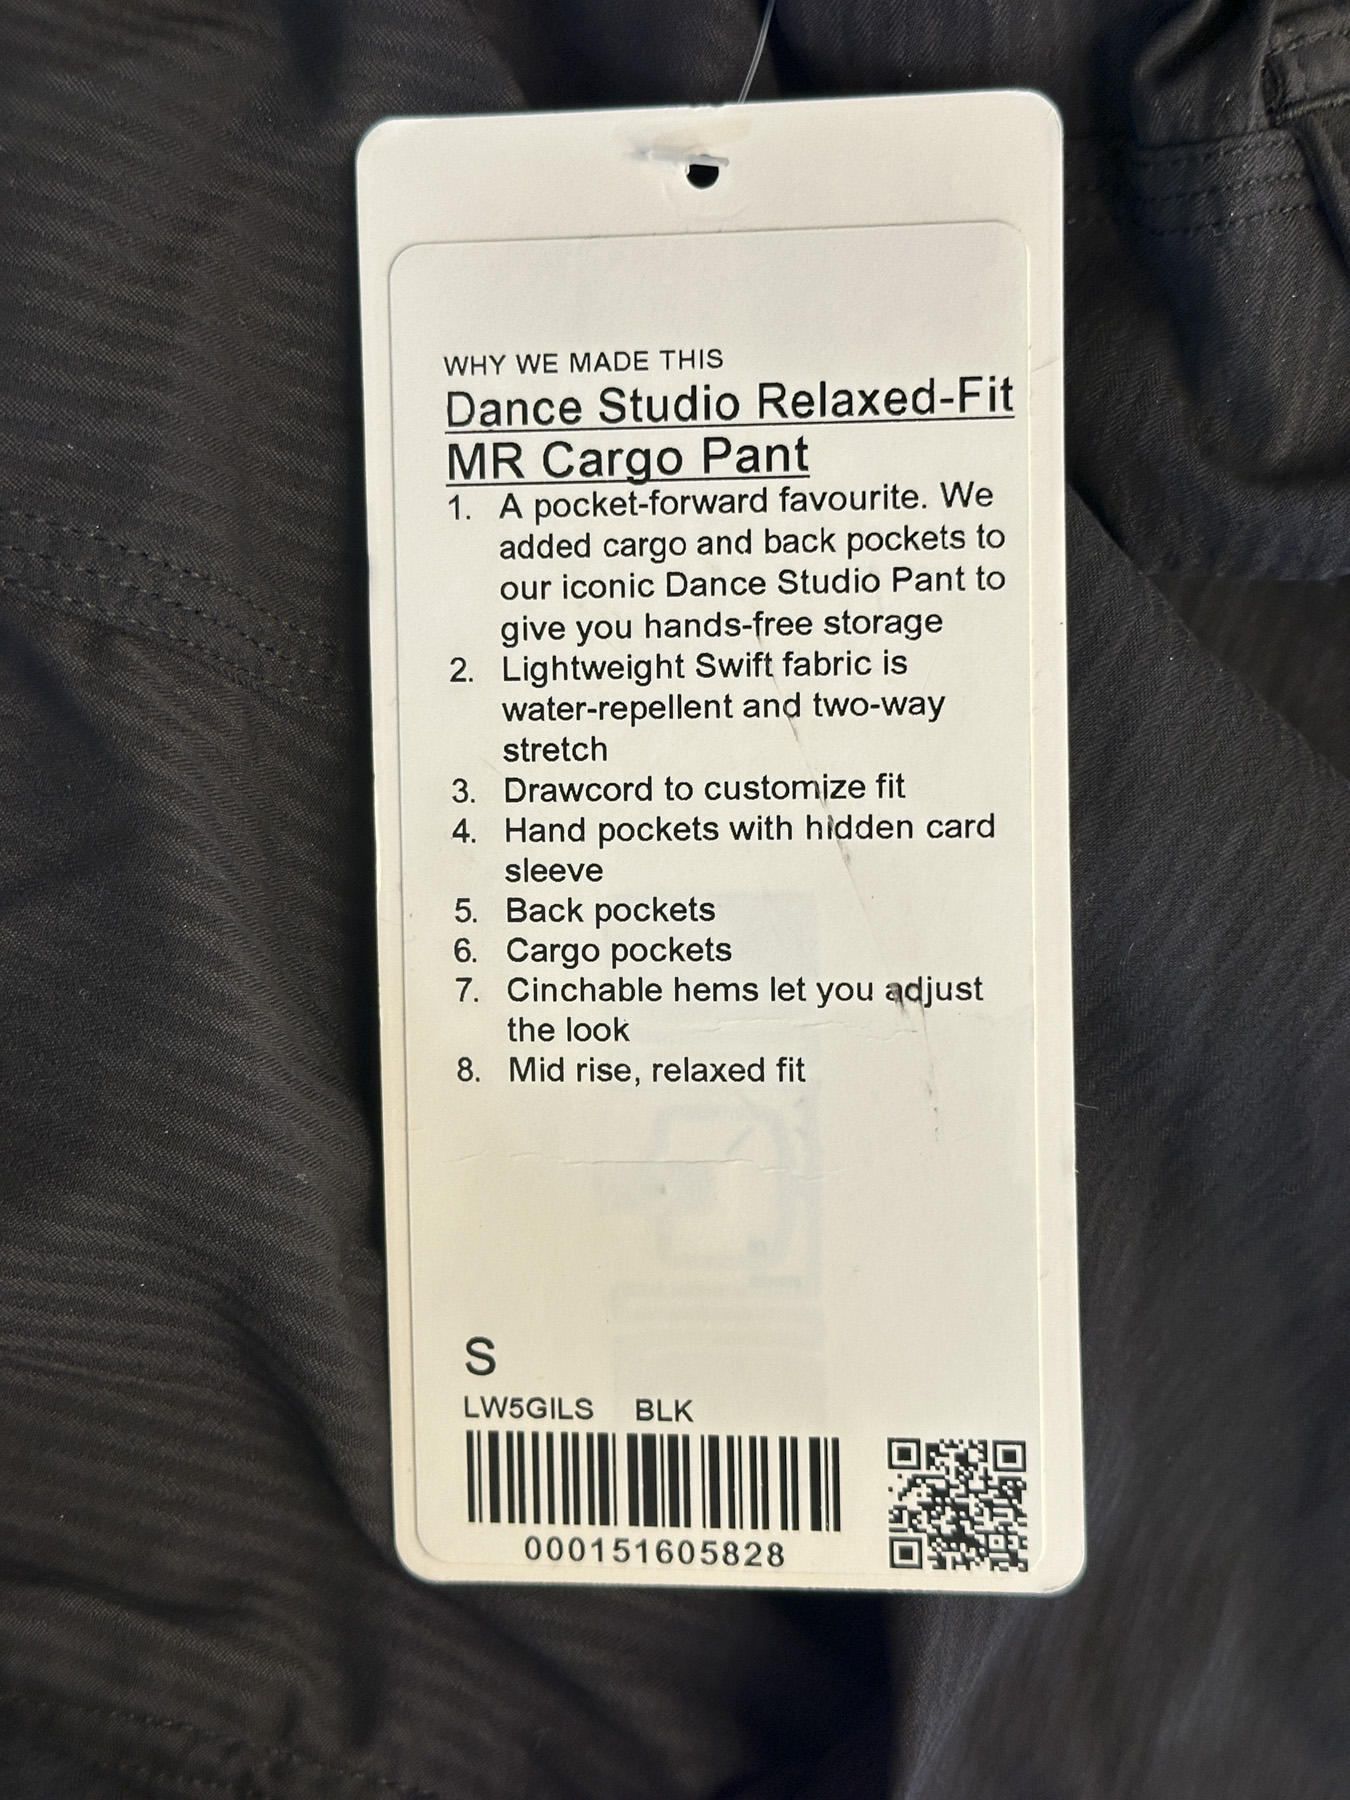 WHY WE MADE THIS
Dance Studio Relaxed-Fit
MR Cargo Pant
1. A pocket-forward favourite. We
added cargo and back pockets to
our iconic Dance Studio Pant to
give you hands-free storage
2. Lightweight Swift fabric is
water-repellent and two-way
stretch
3. Drawcord to customize fit
4. Hand pockets with hidden card
sleeve
5. Back pockets
6. Cargo pockets
7. Cinchable hems let you adjust
the look
8. Mid rise, relaxed fit
S
LW5GILS BLK
000151605828